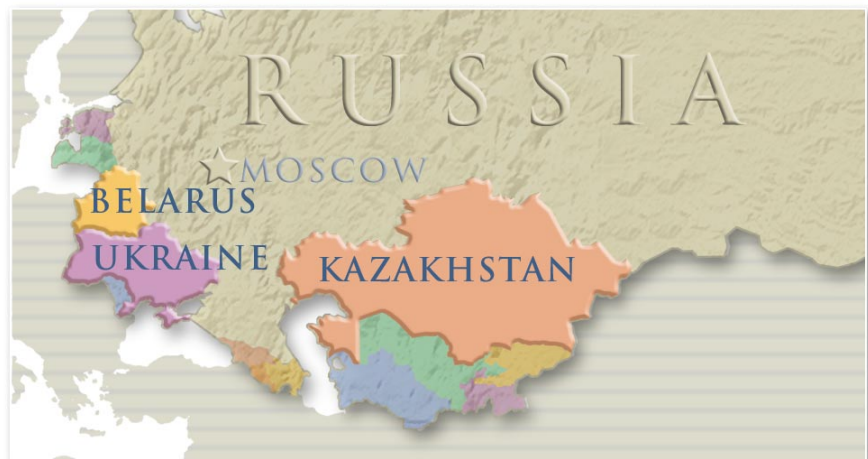 RUSSIA
MOSCOW
BELARUS
UKRAINE
KAZAKHSTAN